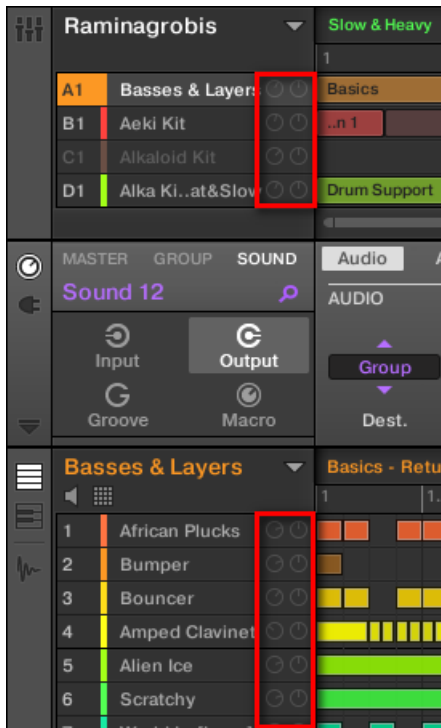 Raminagrobis
Slow & Heavy
1
A1 Basses & Layers Basics
B1 Aeki Kit ..n 1
C1 Alkaloid Kit
D1 Alka Ki..at&Slow Drum Support
MASTER GROUP SOUND Audio
Sound 12 AUDIO
Input Output
Group
Groove Macro Dest.
Basses & Layers Basics - Retu
1 1.
1 African Plucks
2 Bumper
3 Bouncer
4 Amped Clavinet
5 Alien Ice
6 Scratchy